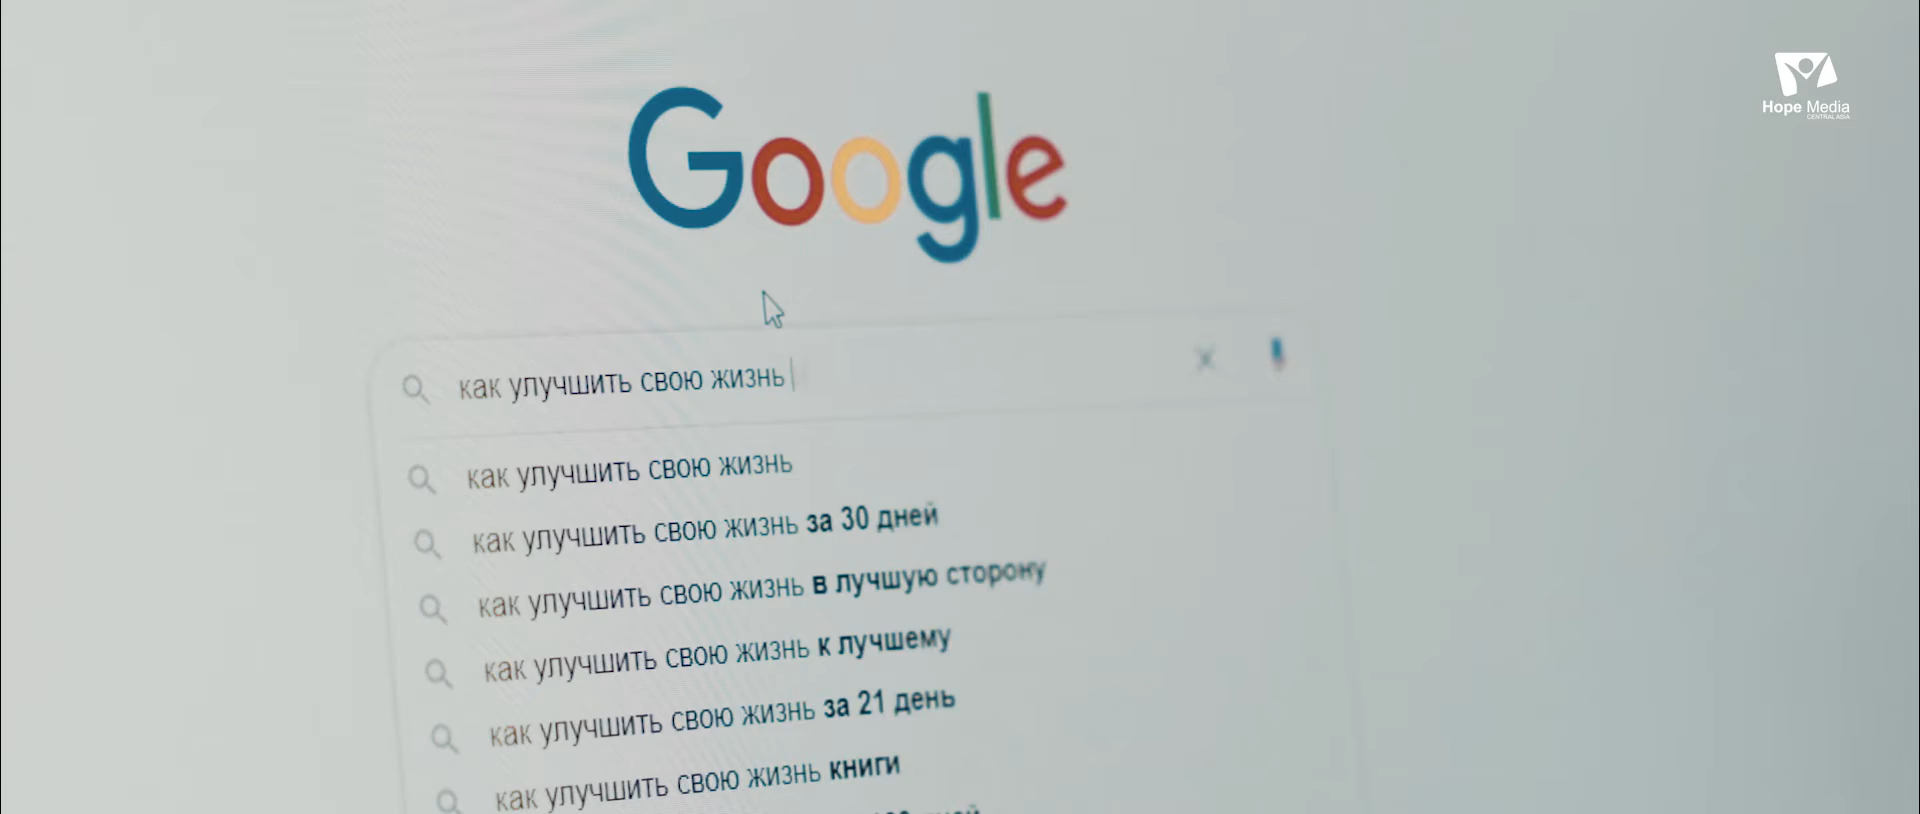 Hope Media
CENTRAL ASIA
Google
как улучшить свою жизнь
как улучшить свою жизнь
как улучшить свою жизнь за 30 дней
как улучшить свою жизнь в лучшую сторону
как улучшить свою жизнь к лучшему
как улучшить свою жизнь за 21 день
как улучшить свою жизнь книги